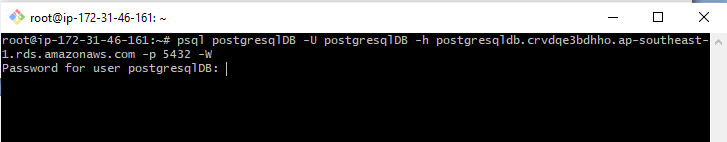 root@ip-172-31-46-161: ~
root@ip-172-31-46-161:~# psql postgresqlDB -U postgresqlDB -h postgresqldb.crvdqe3bdhho.ap-southeast-
1.rds.amazonaws.com -p 5432 -W
Password for user postgresqlDB: